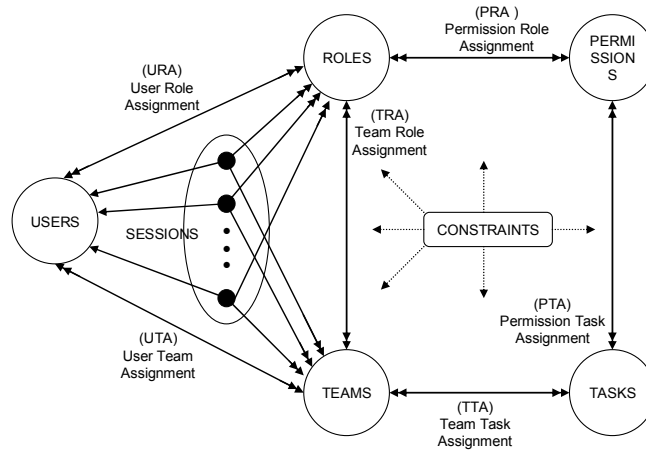 (PRA )
Permission Role
Assignment
ROLES
PERMI
SSION
S
(URA)
User Role
Assignment
(TRA)
Team Role
Assignment
USERS
SESSIONS
CONSTRAINTS
(PTA)
Permission Task
Assignment
(UTA)
User Team
Assignment
TEAMS
TASKS
(TTA)
Team Task
Assignment